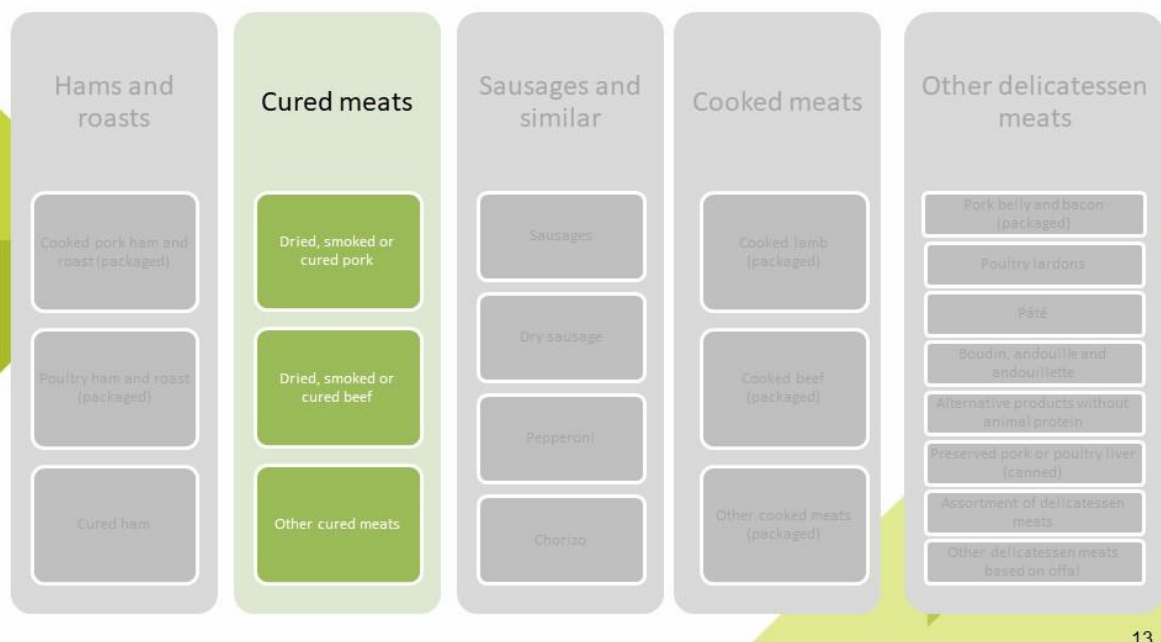 Hams and
roasts
Cooked pork ham and
roast (packaged)
Poultry ham and roast
(packaged)
Cured ham
Cured meats
Dried, smoked or
cured pork
Dried, smoked or
cured beef
Other cured meats
Sausages and
similar
Sausages
Dry sausage
Pepperoni
Chorizo
Cooked meats
Cooked lamb
(packaged)
Cooked beef
(packaged)
Other cooked meats
(packaged)
Other delicatessen
meats
Pork belly and bacon
(packaged)
Poultry lardons
Pâté
Boudin, andouille and
andouillette
Alternative products without
animal protein
Preserved pork or poultry liver
(canned)
Assortment of delicatessen
meats
Other delicatessen meats
based on offal
13